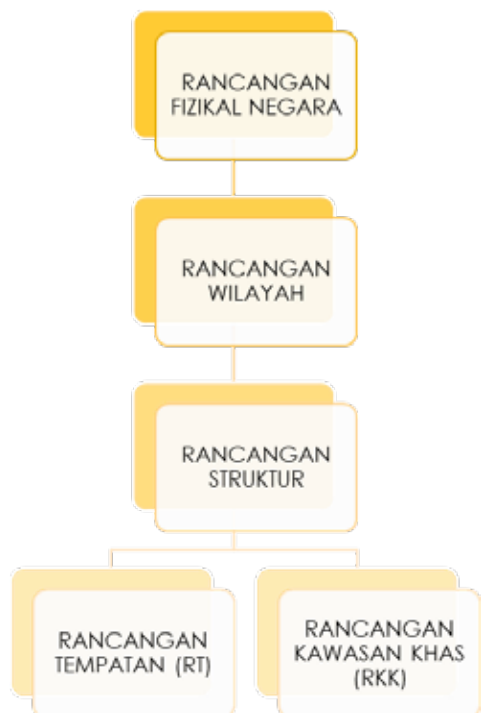 RANCANGAN
FIZIKAL NEGARA
RANCANGAN
WILAYAH
RANCANGAN
STRUKTUR
RANCANGAN
TEMPATAN (RT)
RANCANGAN
KAWASAN KHAS
(RKK)